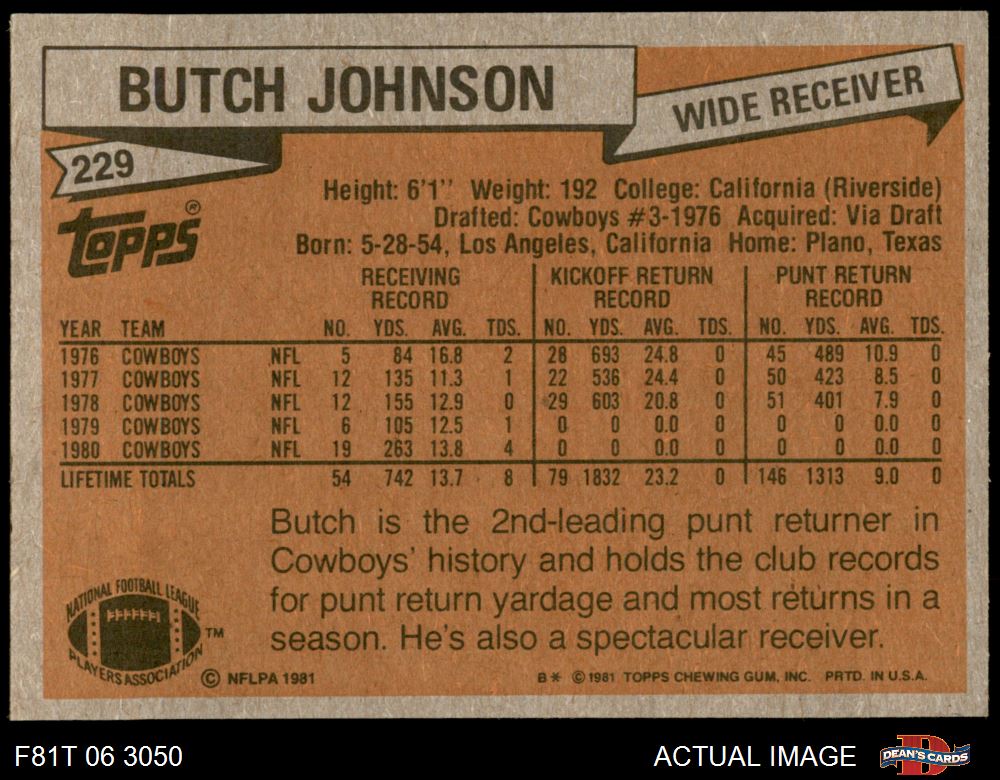 BUTCH JOHNSON
WIDE RECEIVER
229
Topps®
Height: 6'1" Weight: 192 College: California (Riverside)
Drafted: Cowboys #3-1976 Acquired: Via Draft
Born: 5-28-54, Los Angeles, California Home: Plano, Texas
RECEIVING RECORD KICKOFF RETURN RECORD PUNT RETURN RECORD
YEAR TEAM NO. YDS. AVG. TDS. NO. YDS. AVG. TDS. NO. YDS. AVG. TDS.
1976 COWBOYS NFL 5 84 16.8 2 28 693 24.8 0 45 489 10.9 0
1977 COWBOYS NFL 12 135 11.3 1 22 536 24.4 0 50 423 8.5 0
1978 COWBOYS NFL 12 155 12.9 0 29 603 20.8 0 51 401 7.9 0
1979 COWBOYS NFL 6 105 12.5 1 0 0 0.0 0 0 0 0.0 0
1980 COWBOYS NFL 19 263 13.8 4 0 0 0.0 0 0 0 0.0 0
LIFETIME TOTALS 54 742 13.7 8 79 1832 23.2 0 146 1313 9.0 0
Butch is the 2nd-leading punt returner in
Cowboys' history and holds the club records
for punt return yardage and most returns in a
season. He's also a spectacular receiver.
NATIONAL FOOTBALL LEAGUE
PLAYERS ASSOCIATION ™
© NFLPA 1981
B* © 1981 TOPPS CHEWING GUM, INC. PRTD. IN U.S.A.
F81T 06 3050
ACTUAL IMAGE
DEAN'S CARDS